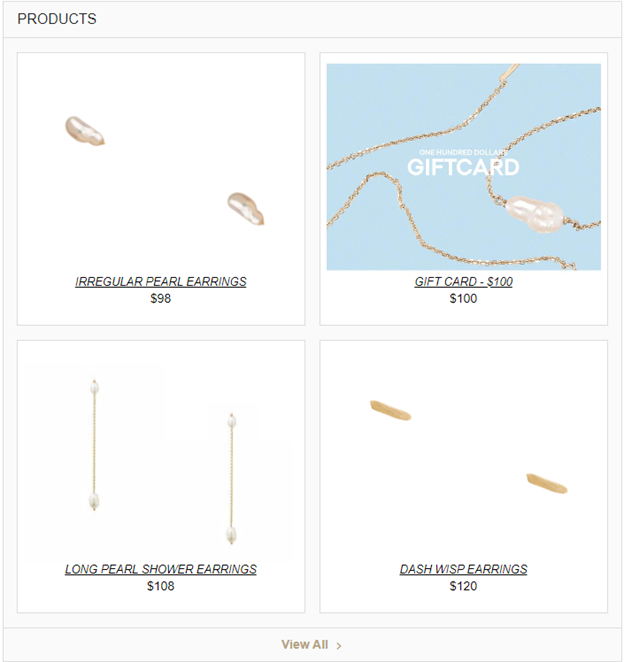 PRODUCTS
ONE HUNDRED DOLLAR
GIFTCARD
IRREGULAR PEARL EARRINGS
$98
GIFT CARD - $100
$100
LONG PEARL SHOWER EARRINGS
$108
DASH WISP EARRINGS
$120
View All >